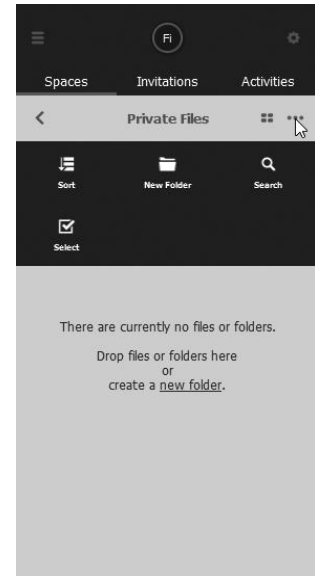 Fi
Spaces Invitations Activities
Private Files
Sort New Folder Search
Select
There are currently no files or folders.
Drop files or folders here
or
create a new folder.